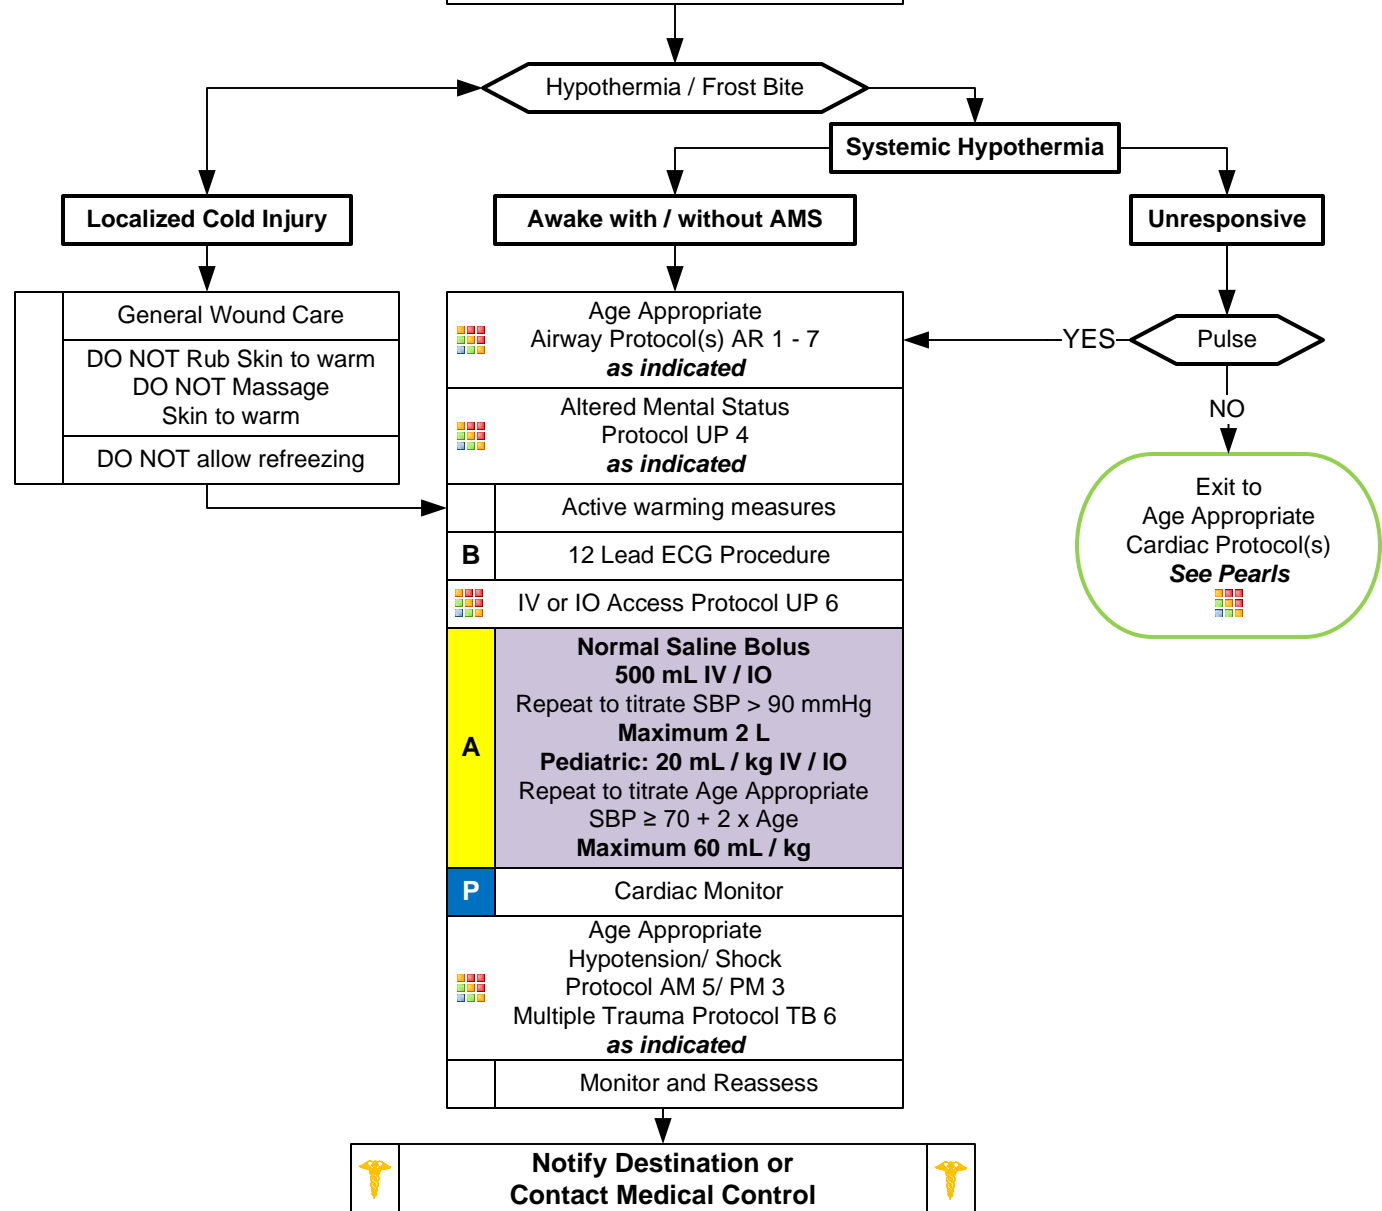 Hypothermia / Frost Bite
Systemic Hypothermia
Localized Cold Injury
Awake with / without AMS
Unresponsive
General Wound Care
DO NOT Rub Skin to warm
DO NOT Massage
Skin to warm
DO NOT allow refreezing
Age Appropriate
Airway Protocol(s) AR 1 - 7
as indicated
Altered Mental Status
Protocol UP 4
as indicated
Active warming measures
B
12 Lead ECG Procedure
IV or IO Access Protocol UP 6
A
Normal Saline Bolus
500 mL IV / IO
Repeat to titrate SBP > 90 mmHg
Maximum 2 L
Pediatric: 20 mL / kg IV / IO
Repeat to titrate Age Appropriate
SBP ≥ 70 + 2 x Age
Maximum 60 mL / kg
P
Cardiac Monitor
Age Appropriate
Hypotension/ Shock
Protocol AM 5/ PM 3
Multiple Trauma Protocol TB 6
as indicated
Monitor and Reassess
YES
Pulse
NO
Exit to
Age Appropriate
Cardiac Protocol(s)
See Pearls
Notify Destination or
Contact Medical Control